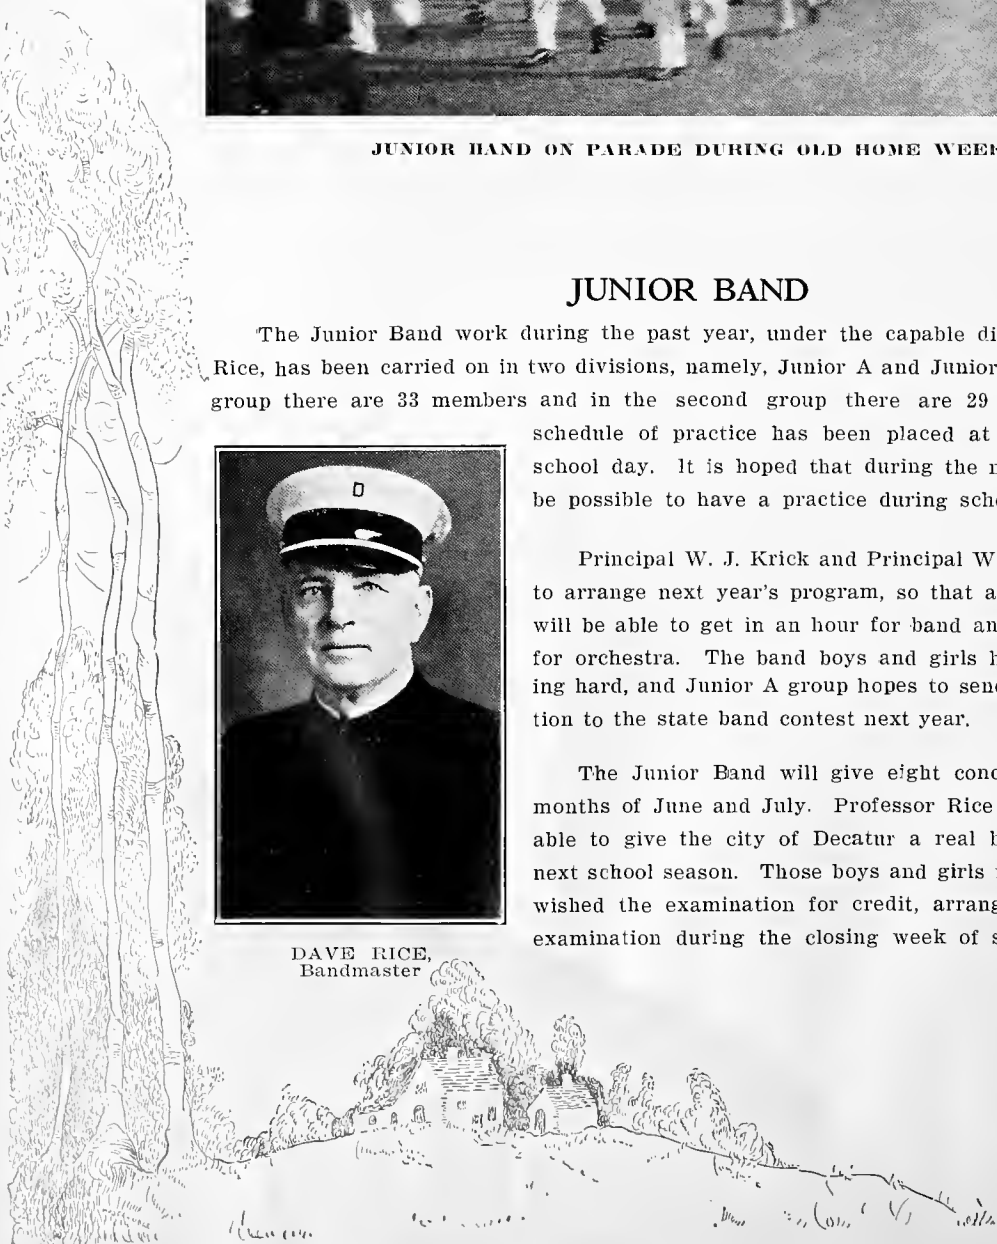 JUNIOR BAND ON PARADE DURING OLD HOME
JUNIOR BAND
The Junior Band work during the past year, under the capable
Rice, has been carried on in two divisions, namely, Junior A and Junior
group there are 33 members and in the second group there are 29
schedule of practice has been placed at
school day. It is hoped that during the
be possible to have a practice during
Principal W. J. Krick and Principal W
to arrange next year's program, so that
will be able to get in an hour for band
for orchestra. The band boys and girls
ing hard, and Junior A group hopes to
tion to the state band contest next year.
The Junior Band will give eight
months of June and July. Professor Rice
able to give the city of Decatur a real
next school season. Those boys and girls
wished the examination for credit,
examination during the closing week of
DAVE RICE,
Bandmaster
D